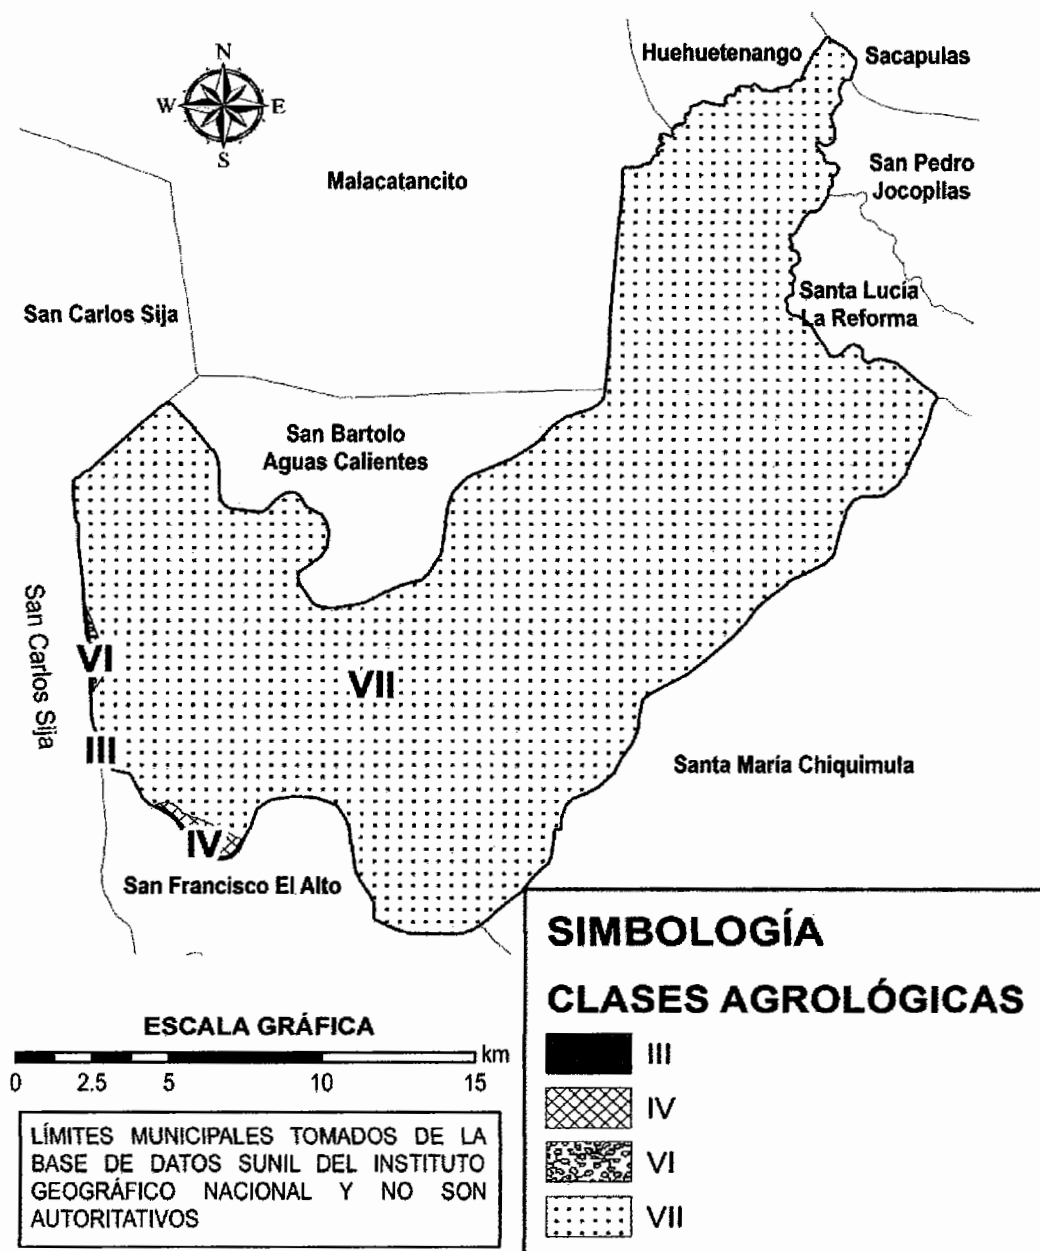 N
W E
S
Huehuetenango
Sacapulas
Malacatancito
San Pedro
Jocopilas
San Carlos Sija
Santa Lucía
La Reforma
San Bartolo
Aguas Calientes
San Carlos Sija
VI
VII
III
Santa María Chiquimula
IV
San Francisco El Alto
SIMBOLOGÍA
CLASES AGROLÓGICAS
III
IV
VI
VII
ESCALA GRÁFICA
km
0 2.5 5 10 15
LÍMITES MUNICIPALES TOMADOS DE LA
BASE DE DATOS SUNIL DEL INSTITUTO
GEOGRÁFICO NACIONAL Y NO SON
AUTORITATIVOS